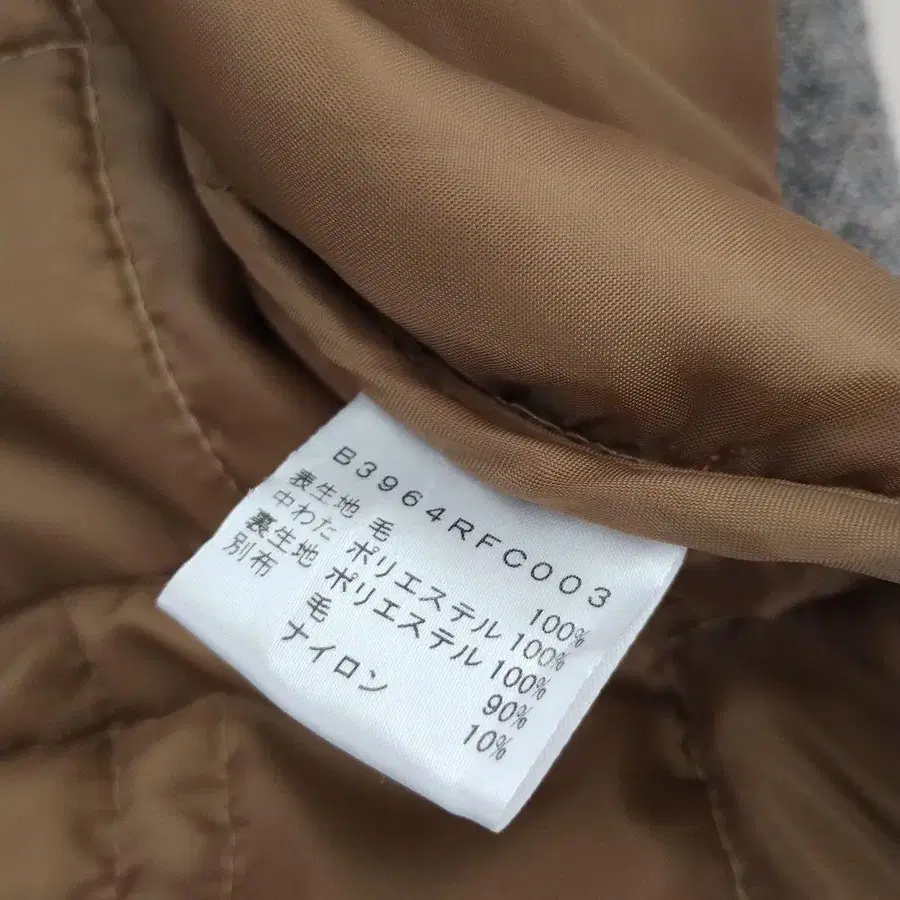 B3964RFC003
表生地 毛 100%
中わた ポリエステル 100%
裏生地 ポリエステル 100%
別布 毛 90%
ナイロン 10%